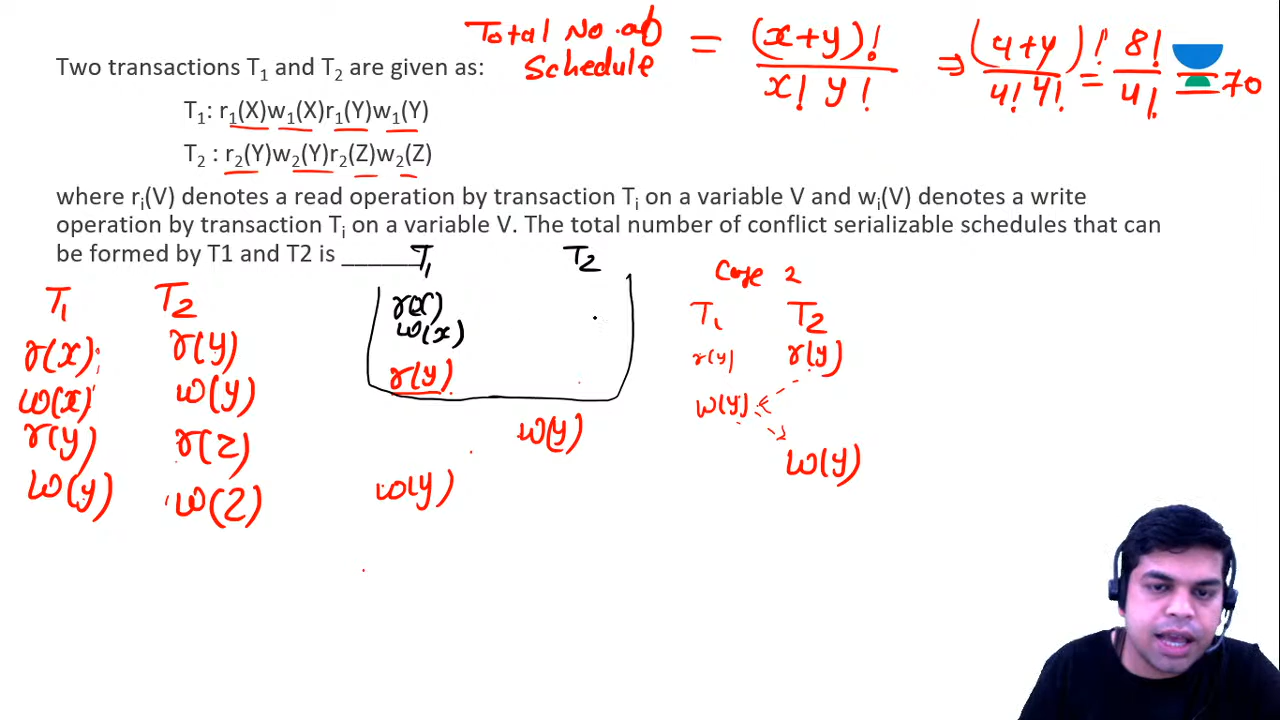 Total No. of
Schedule = (x+y)! / x! y! ⇒ (4+4)! / 4! 4! = 8! / 4! = 70
Two transactions T₁ and T₂ are given as:
T₁: r₁(X)w₁(X)r₁(Y)w₁(Y)
T₂ : r₂(Y)w₂(Y)r₂(Z)w₂(Z)
where rᵢ(V) denotes a read operation by transaction Tᵢ on a variable V and wᵢ(V) denotes a write
operation by transaction Tᵢ on a variable V. The total number of conflict serializable schedules that can
be formed by T1 and T2 is ______
T₁ T₂
r(x) r(y)
w(x) w(y)
r(y) r(z)
w(y) w(z)
T₁ T₂
r(x)
w(x)
r(y)
w(y)
w(y)
Case 2
T₁ T₂
r(y) r(y)
w(y)
w(y)